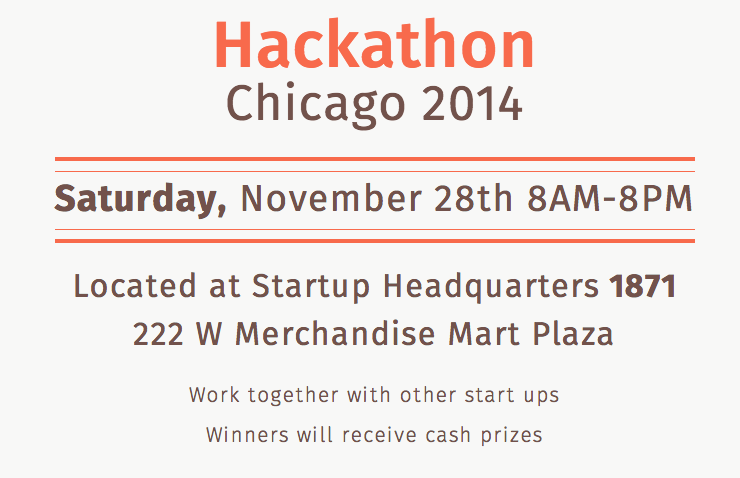 Hackathon
Chicago 2014
Saturday, November 28th 8AM-8PM
Located at Startup Headquarters 1871
222 W Merchandise Mart Plaza
Work together with other start ups
Winners will receive cash prizes